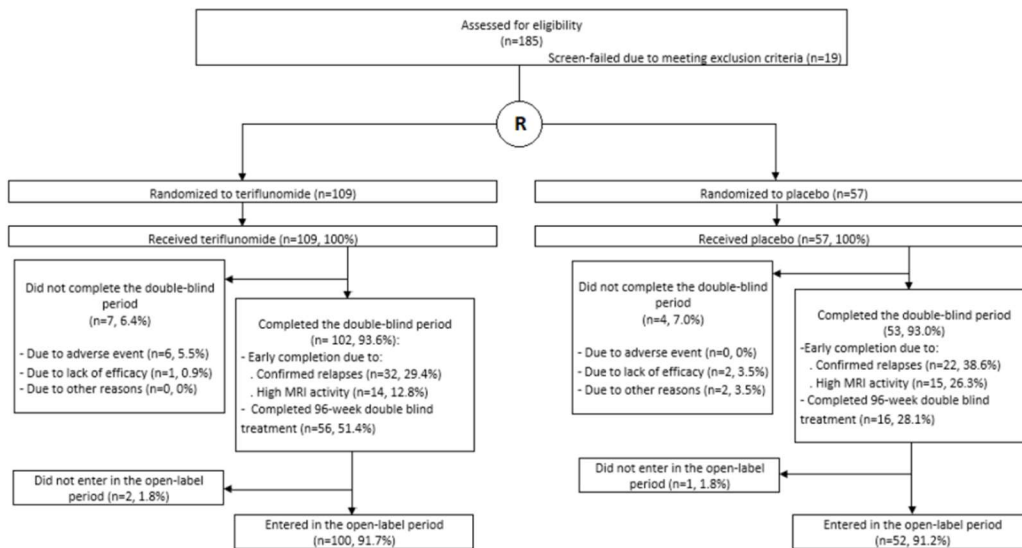 Assessed for eligibility
(n=185)
Screen-failed due to meeting exclusion criteria (n=19)
R
Randomized to teriflunomide (n=109)
Received teriflunomide (n=109, 100%)
Did not complete the double-blind
period
(n=7, 6.4%)
- Due to adverse event (n=6, 5.5%)
- Due to lack of efficacy (n=1, 0.9%)
- Due to other reasons (n=0, 0%)
Completed the double-blind period
(n= 102, 93.6%):
- Early completion due to:
. Confirmed relapses (n=32, 29.4%)
. High MRI activity (n=14, 12.8%)
- Completed 96-week double blind
treatment (n=56, 51.4%)
Did not enter in the open-label
period (n=2, 1.8%)
Entered in the open-label period
(n=100, 91.7%)
Randomized to placebo (n=57)
Received placebo (n=57, 100%)
Did not complete the double-blind
period
(n=4, 7.0%)
- Due to adverse event (n=0, 0%)
- Due to lack of efficacy (n=2, 3.5%)
- Due to other reasons (n=2, 3.5%)
Completed the double-blind period
(53, 93.0%)
-Early completion due to:
. Confirmed relapses (n=22, 38.6%)
. High MRI activity (n=15, 26.3%)
- Completed 96-week double blind
treatment (n=16, 28.1%)
Did not enter in the open-label
period (n=1, 1.8%)
Entered in the open-label period
(n=52, 91.2%)